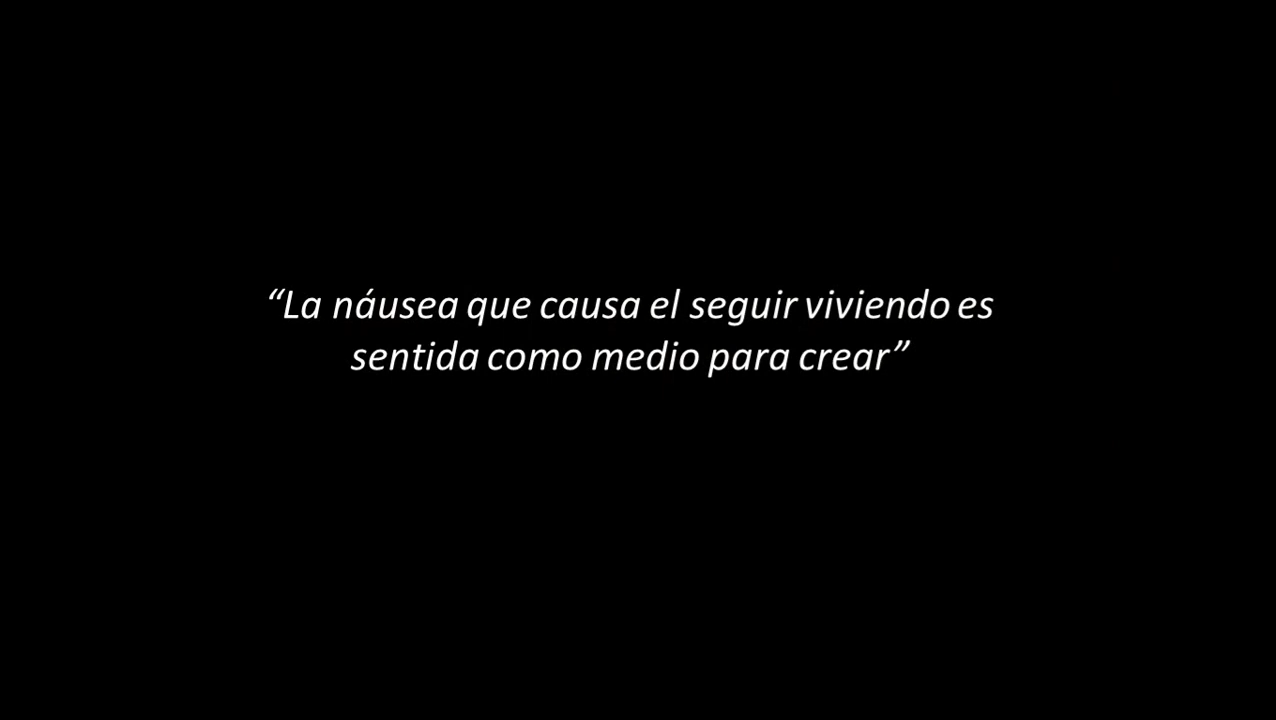 “La náusea que causa el seguir viviendo es
sentida como medio para crear”